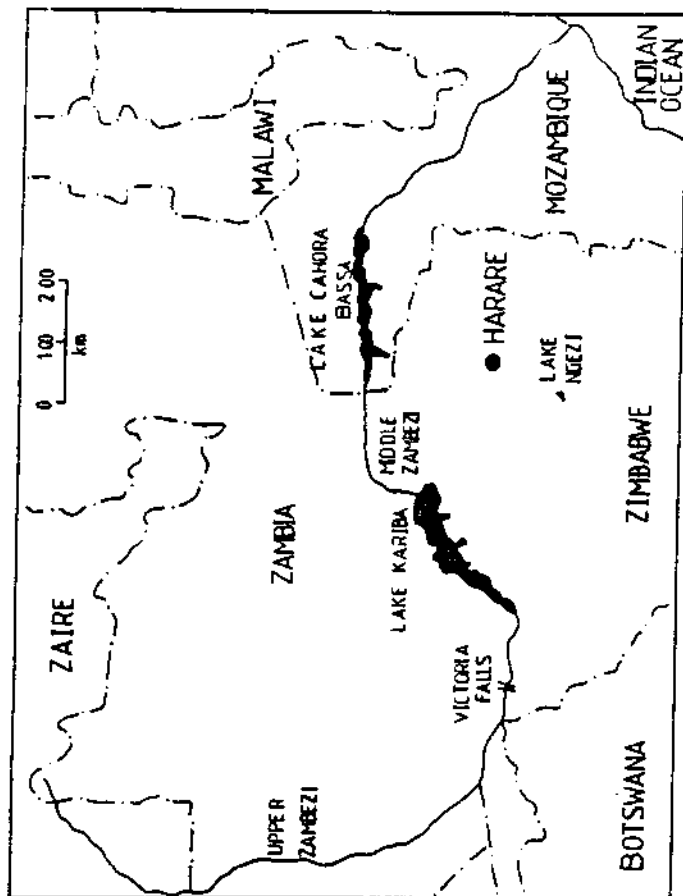 ZAIRE
MALAWI
0 100 200
km
ZAMBIA
LAKE CAHORA
BASSA
UPPER
ZAMBEZI
MIDDLE
ZAMBEZI
LAKE KARIBA
VICTORIA
FALLS
HARARE
LAKE
NGEZI
MOZAMBIQUE
ZIMBABWE
BOTSWANA
INDIAN
OCEAN